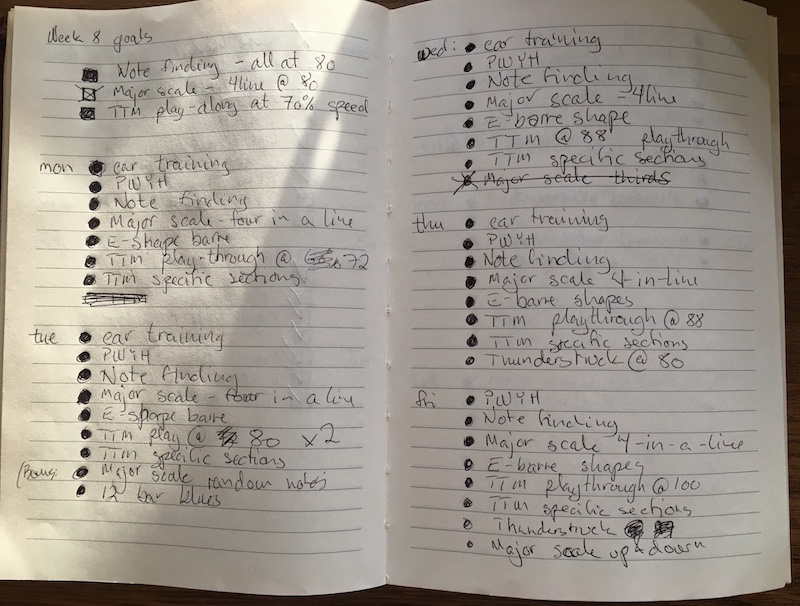 Week 8 goals
Note finding - all at 80
Major scale - 4line @ 80
TTM play-along at 70% speed
mon
ear training
PWYH
Note finding
Major scale - four in a line
E-shape barre
TTM play-through @ 72
TTM specific sections
tue
ear training
PWYH
Note finding
Major scale - four in a line
E-shape barre
TTM play @ 80 x2
TTM specific sections
Bonus: Major scale random notes
12 bar blues
wed: ear training
PWYH
Note finding
Major scale - 4line
E-barre shape
TTM @ 88 playthrough
TTM specific sections
Major scale thirds
thu ear training
PWYH
Note finding
Major scale 4-in-line
E-barre shapes
TTM playthrough @ 88
TTM specific sections
Thunderstruck @ 80
fri PWYH
Note finding
Major scale 4-in-a-line
E-barre shapes
TTM playthrough @ 100
TTM specific sections
Thunderstruck
Major scale up & down